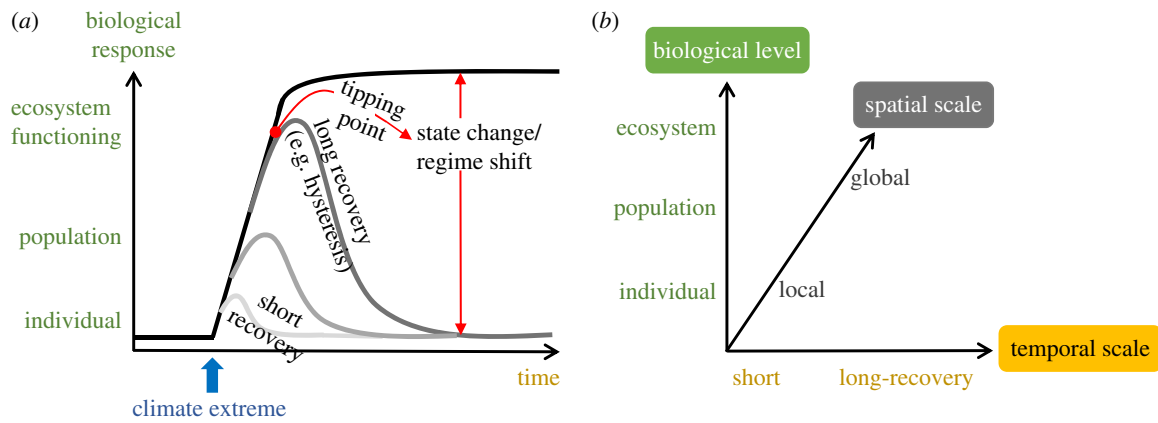 (a)
biological
response
ecosystem
functioning
population
individual
tipping
point
long recovery
(e.g. hysteresis)
short
recovery
state change/
regime shift
time
climate extreme
(b)
biological level
ecosystem
population
individual
spatial scale
global
local
temporal scale
short
long-recovery